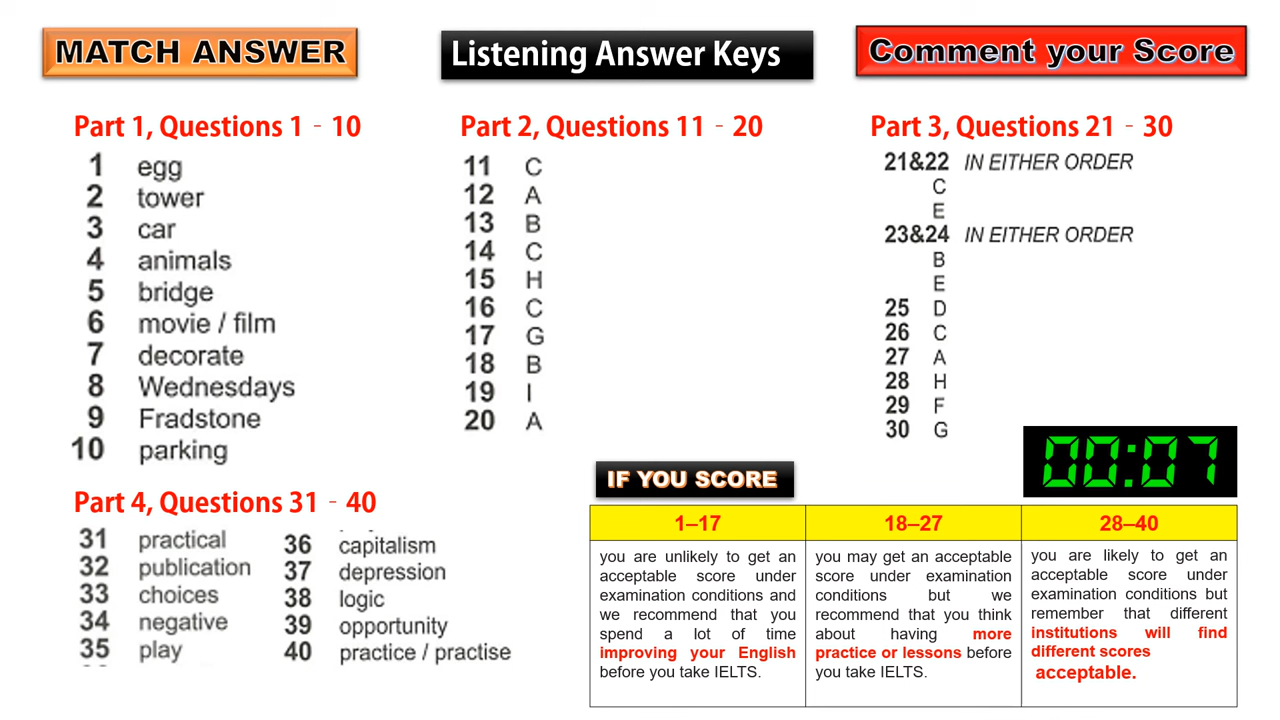 MATCH ANSWER
Listening Answer Keys
Comment your Score
Part 1, Questions 1 - 10
1 egg
2 tower
3 car
4 animals
5 bridge
6 movie / film
7 decorate
8 Wednesdays
9 Fradstone
10 parking
Part 2, Questions 11 - 20
11 C
12 A
13 B
14 C
15 H
16 C
17 G
18 B
19 I
20 A
Part 3, Questions 21 - 30
21&22 IN EITHER ORDER
C
E
23&24 IN EITHER ORDER
B
E
25 D
26 C
27 A
28 H
29 F
30 G
00:07
Part 4, Questions 31 - 40
31 practical
32 publication
33 choices
34 negative
35 play
36 capitalism
37 depression
38 logic
39 opportunity
40 practice / practise
IF YOU SCORE
1–17
you are unlikely to get an
acceptable score under
examination conditions and
we recommend that you
spend a lot of time
improving your English
before you take IELTS.
18–27
you may get an acceptable
score under examination
conditions but we
recommend that you think
about having more
practice or lessons before
you take IELTS.
28–40
you are likely to get an
acceptable score under
examination conditions but
remember that different
institutions will find
different scores
acceptable.